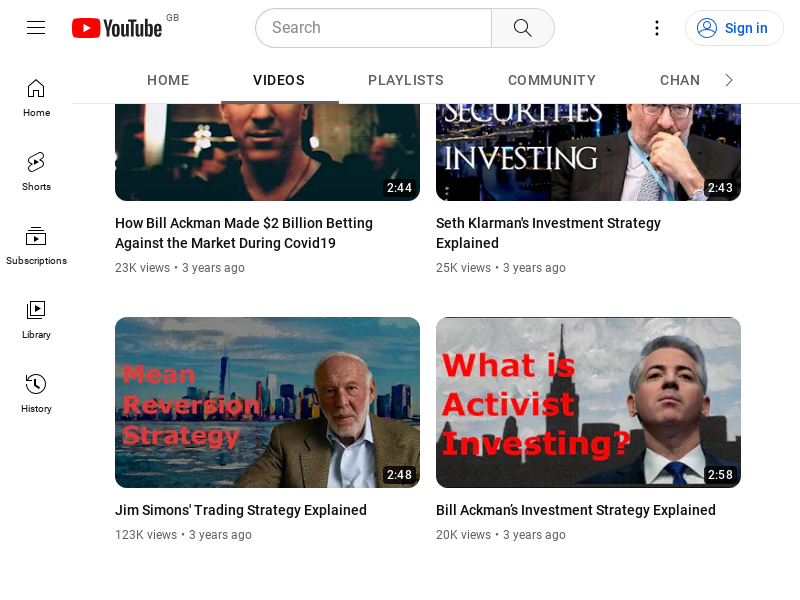 YouTube GB
Search
Sign in
HOME VIDEOS PLAYLISTS COMMUNITY CHAN
Home
Shorts
Subscriptions
Library
History
2:44
SECURITIES
INVESTING
2:43
How Bill Ackman Made $2 Billion Betting
Against the Market During Covid19
23K views • 3 years ago
Seth Klarman's Investment Strategy
Explained
25K views • 3 years ago
Mean
Reversion
Strategy
2:48
What is
Activist
Investing?
2:58
Jim Simons' Trading Strategy Explained
123K views • 3 years ago
Bill Ackman’s Investment Strategy Explained
20K views • 3 years ago